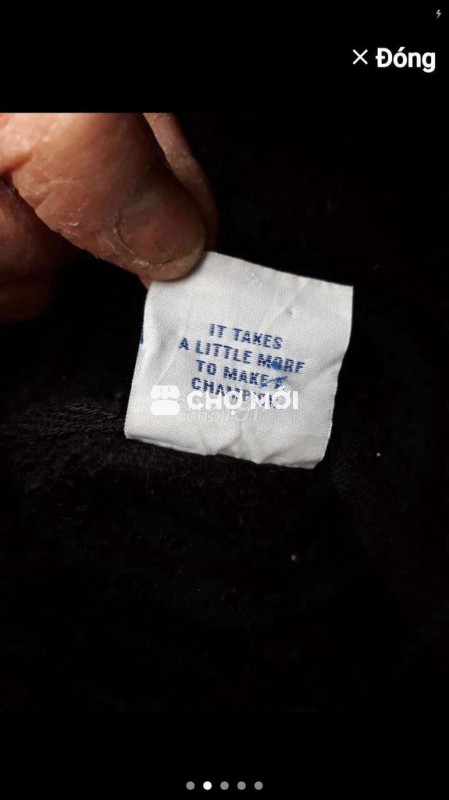 × Đóng
IT TAKES
A LITTLE MORE
TO MAKE
CHỢ MỚI